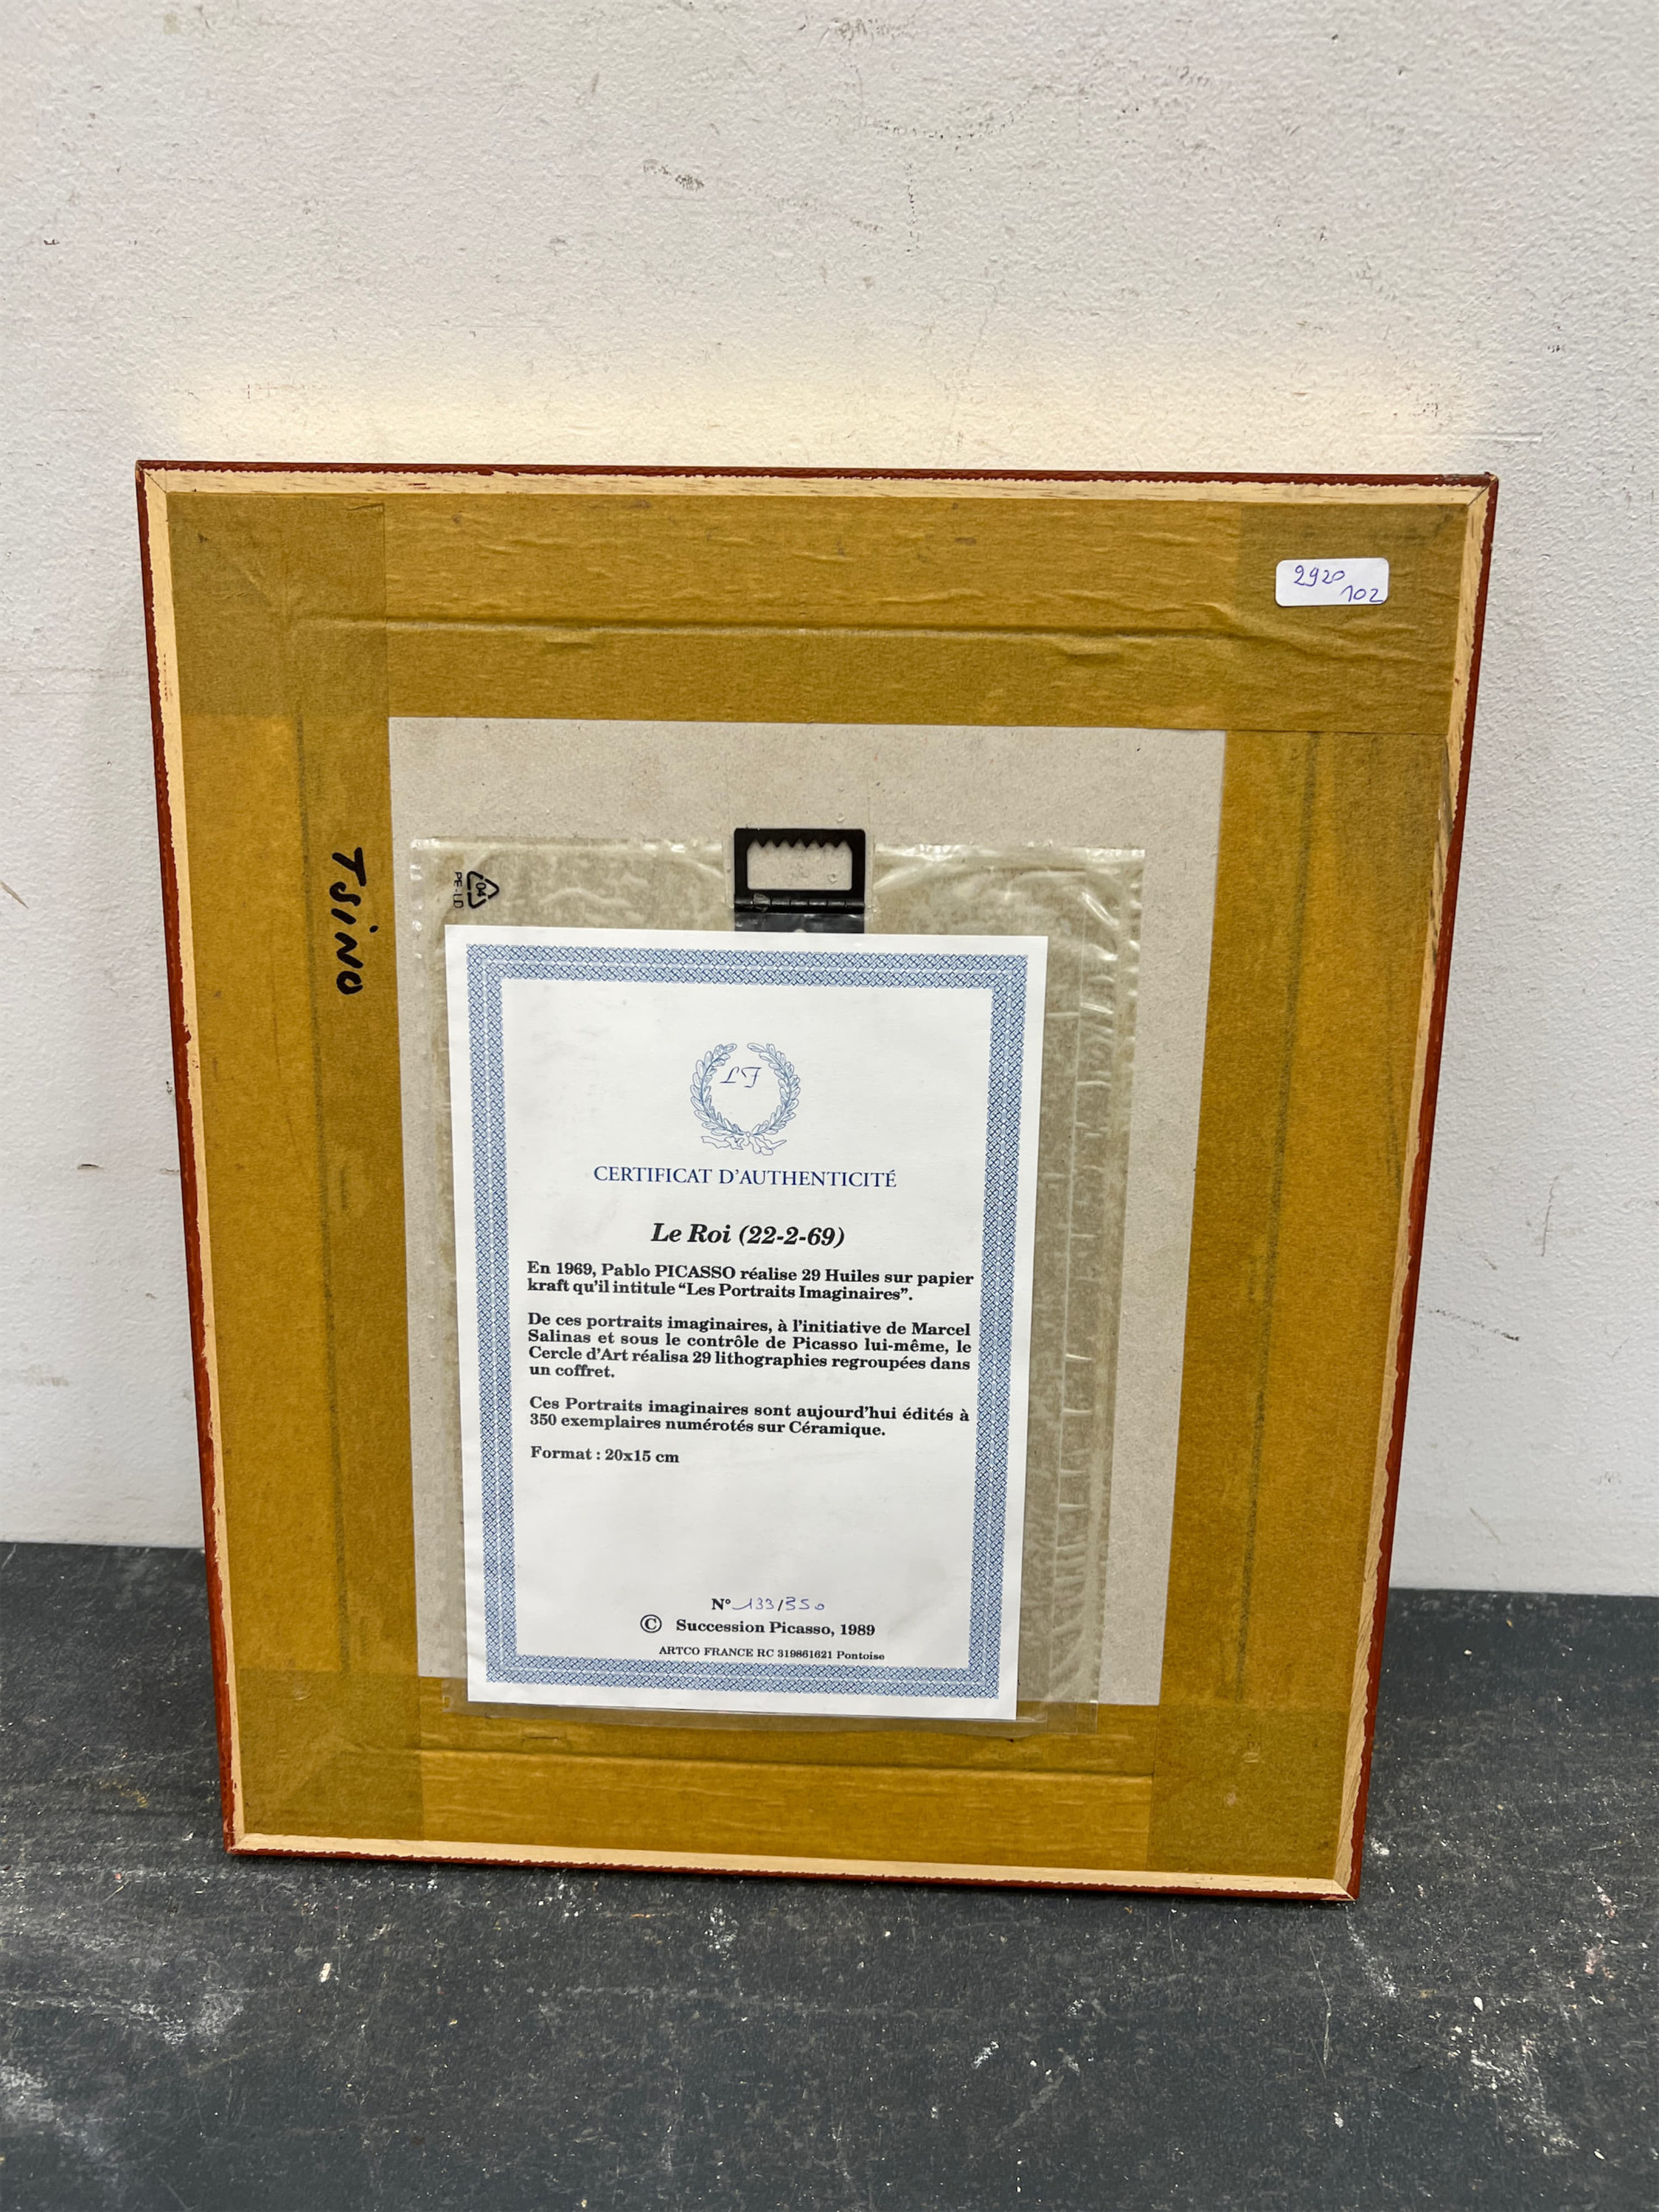 2920
102
TSINO
04
PE-LD
LF
CERTIFICAT D'AUTHENTICITÉ
Le Roi (22-2-69)
En 1969, Pablo PICASSO réalise 29 Huiles sur papier
kraft qu'il intitule “Les Portraits Imaginaires”.
De ces portraits imaginaires, à l'initiative de Marcel
Salinas et sous le contrôle de Picasso lui-même, le
Cercle d'Art réalisa 29 lithographies regroupées dans
un coffret.
Ces Portraits imaginaires sont aujourd'hui édités à
350 exemplaires numérotés sur Céramique.
Format : 20x15 cm
N° 133/350
© Succession Picasso, 1989
ARTCO FRANCE RC 319861621 Pontoise